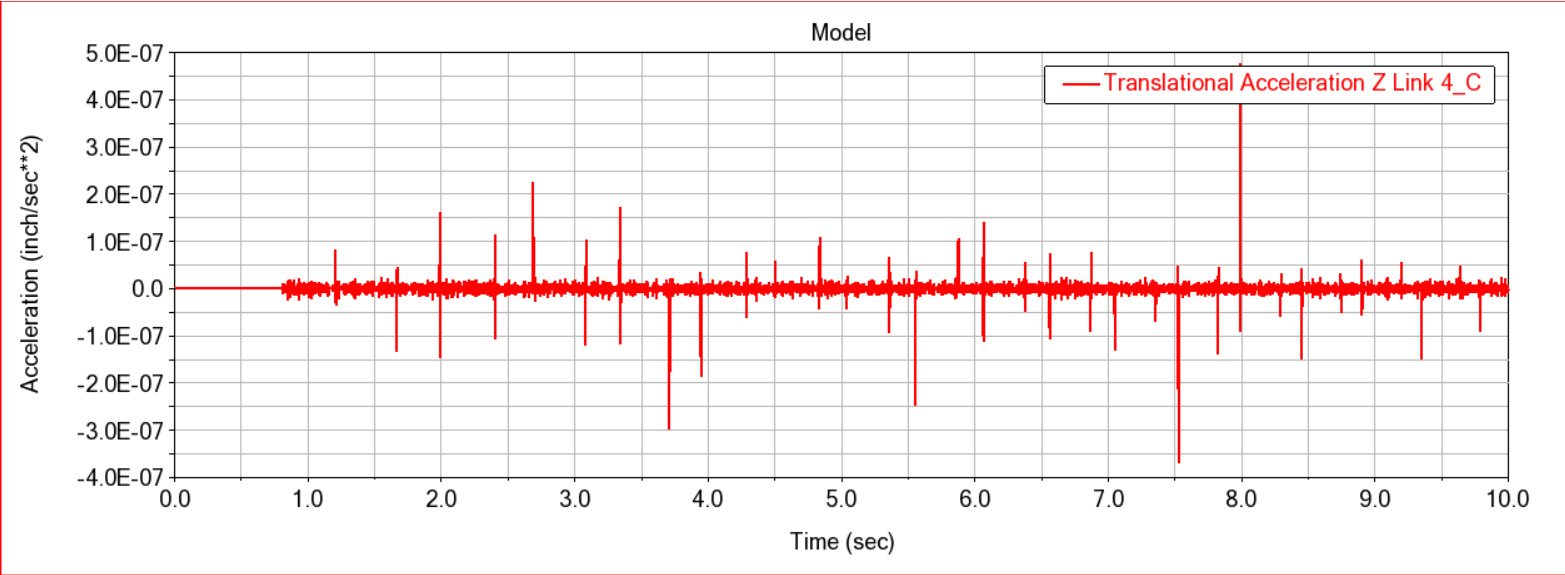 Model
Translational Acceleration Z Link 4_C
Acceleration (inch/sec**2)
5.0E-07
4.0E-07
3.0E-07
2.0E-07
1.0E-07
0.0
-1.0E-07
-2.0E-07
-3.0E-07
-4.0E-07
0.0 1.0 2.0 3.0 4.0 5.0 6.0 7.0 8.0 9.0 10.0
Time (sec)